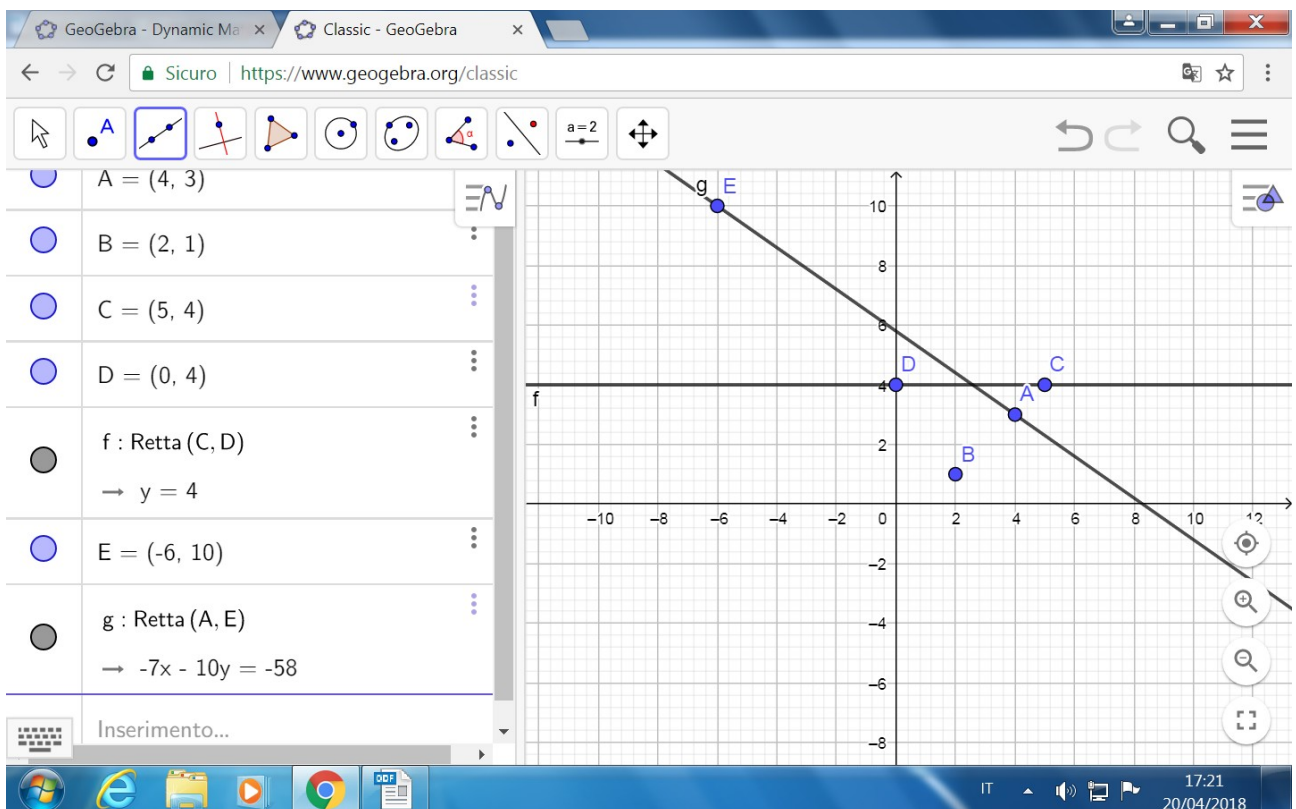 GeoGebra - Dynamic Ma
Classic - GeoGebra
Sicuro https://www.geogebra.org/classic
A
α
a = 2
A = (4, 3)
B = (2, 1)
C = (5, 4)
D = (0, 4)
f : Retta (C, D)
→ y = 4
E = (-6, 10)
g : Retta (A, E)
→ -7x - 10y = -58
Inserimento...
g E
10
8
6
D C
4
A
f
2
B
–10 –8 –6 –4 –2 0 2 4 6 8 10 12
–2
–4
–6
–8
ODF
IT
17:21
20/04/2018